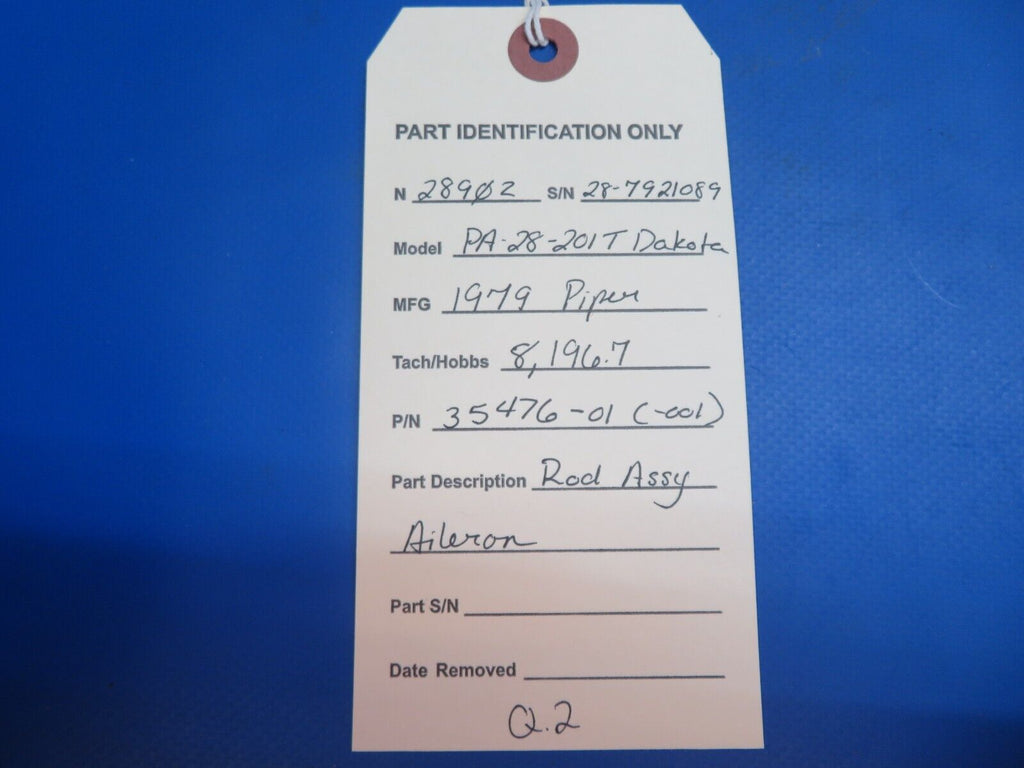 PART IDENTIFICATION ONLY
N 289Ø2 S/N 28-7921089
Model PA-28-201T Dakota
MFG 1979 Piper
Tach/Hobbs 8,196.7
P/N 35476-01 (-001)
Part Description Rod Assy
Aileron
Part S/N
Date Removed
Q.2